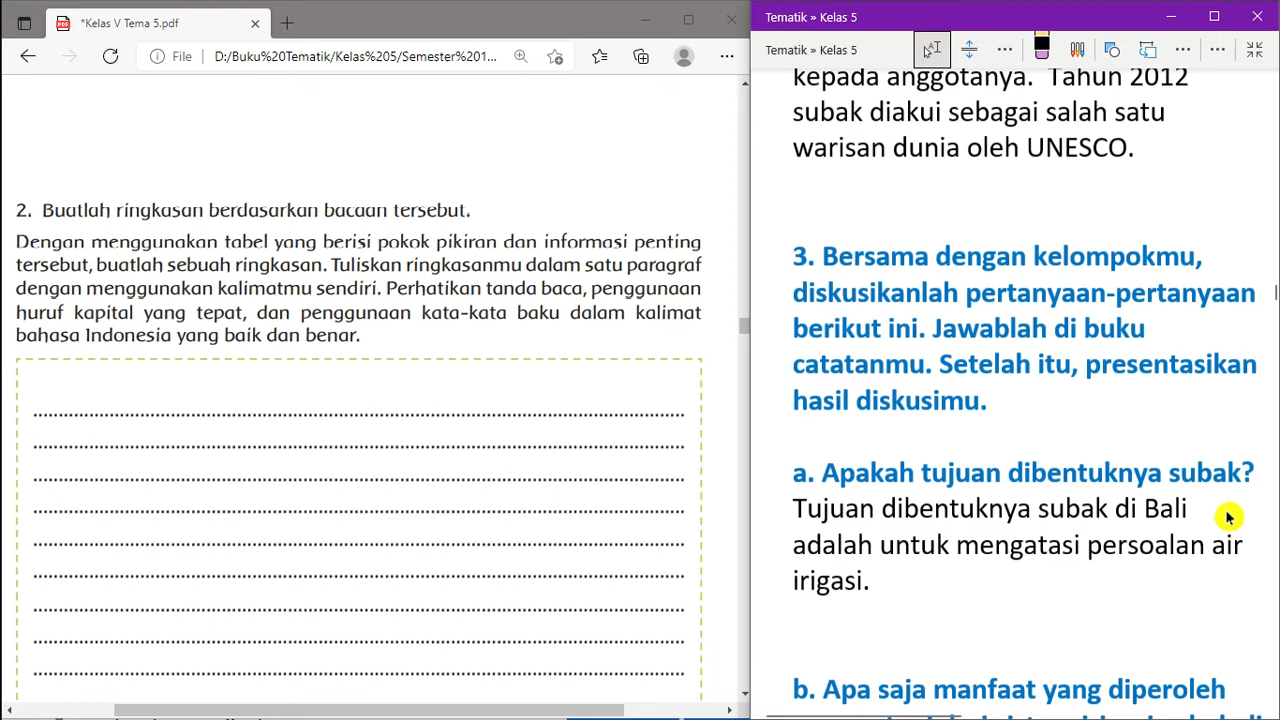 *Kelas V Tema 5.pdf
File
D:/Buku%20Tematik/Kelas%205/Semester%201...
2. Buatlah ringkasan berdasarkan bacaan tersebut.
Dengan menggunakan tabel yang berisi pokok pikiran dan informasi penting
tersebut, buatlah sebuah ringkasan. Tuliskan ringkasanmu dalam satu paragraf
dengan menggunakan kalimatmu sendiri. Perhatikan tanda baca, penggunaan
huruf kapital yang tepat, dan penggunaan kata-kata baku dalam kalimat
bahasa Indonesia yang baik dan benar.
Tematik » Kelas 5
Tematik » Kelas 5
kepada anggotanya. Tahun 2012
subak diakui sebagai salah satu
warisan dunia oleh UNESCO.
3. Bersama dengan kelompokmu,
diskusikanlah pertanyaan-pertanyaan
berikut ini. Jawablah di buku
catatanmu. Setelah itu, presentasikan
hasil diskusimu.
a. Apakah tujuan dibentuknya subak?
Tujuan dibentuknya subak di Bali
adalah untuk mengatasi persoalan air
irigasi.
b. Apa saja manfaat yang diperoleh